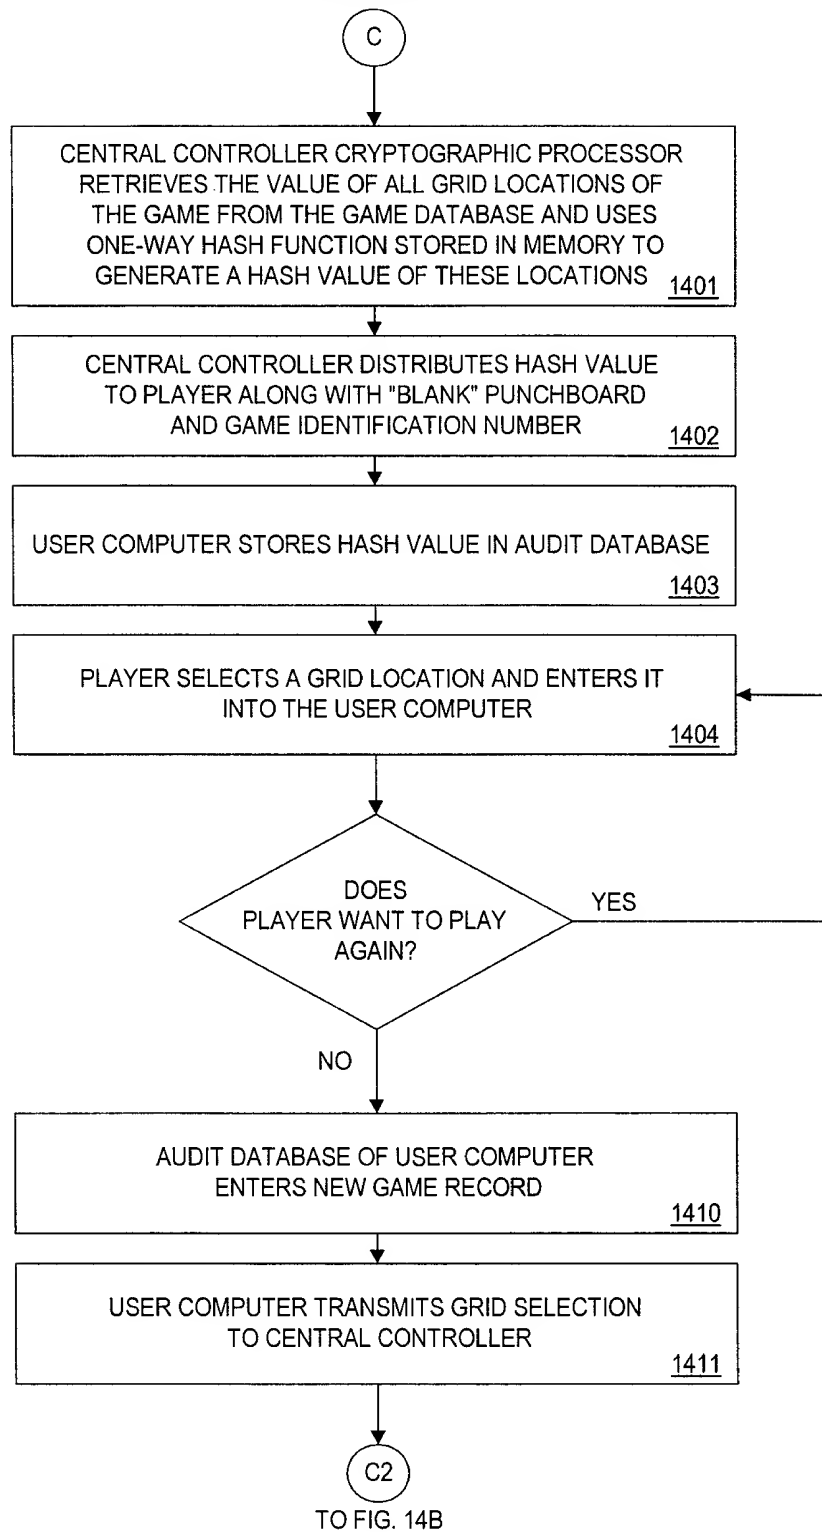 C
CENTRAL CONTROLLER CRYPTOGRAPHIC PROCESSOR
RETRIEVES THE VALUE OF ALL GRID LOCATIONS OF
THE GAME FROM THE GAME DATABASE AND USES
ONE-WAY HASH FUNCTION STORED IN MEMORY TO
GENERATE A HASH VALUE OF THESE LOCATIONS
1401
CENTRAL CONTROLLER DISTRIBUTES HASH VALUE
TO PLAYER ALONG WITH "BLANK" PUNCHBOARD
AND GAME IDENTIFICATION NUMBER
1402
USER COMPUTER STORES HASH VALUE IN AUDIT DATABASE
1403
PLAYER SELECTS A GRID LOCATION AND ENTERS IT
INTO THE USER COMPUTER
1404
DOES
PLAYER WANT TO PLAY
AGAIN?
YES
NO
AUDIT DATABASE OF USER COMPUTER
ENTERS NEW GAME RECORD
1410
USER COMPUTER TRANSMITS GRID SELECTION
TO CENTRAL CONTROLLER
1411
C2
TO FIG. 14B